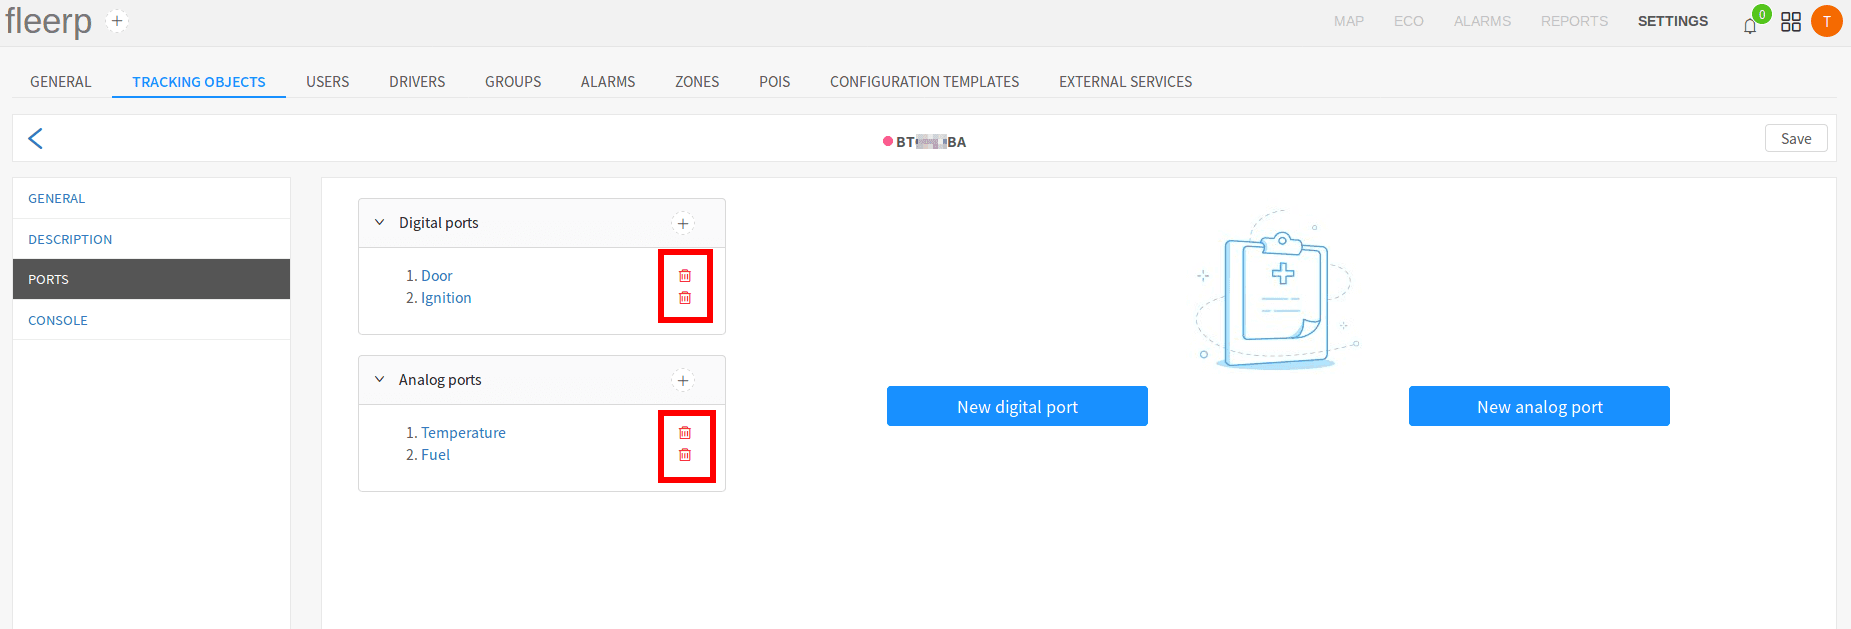 fleerp +
MAP ECO ALARMS REPORTS SETTINGS 0 T
GENERAL TRACKING OBJECTS USERS DRIVERS GROUPS ALARMS ZONES POIS CONFIGURATION TEMPLATES EXTERNAL SERVICES
BT BA
Save
GENERAL
DESCRIPTION
PORTS
CONSOLE
Digital ports +
1. Door
2. Ignition
Analog ports +
1. Temperature
2. Fuel
New digital port
New analog port